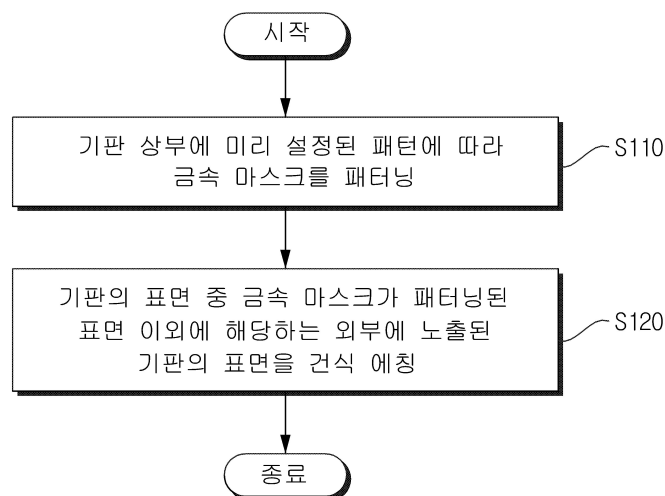 시작
기판 상부에 미리 설정된 패턴에 따라
금속 마스크를 패터닝
S110
기판의 표면 중 금속 마스크가 패터닝된
표면 이외에 해당하는 외부에 노출된
기판의 표면을 건식 에칭
S120
종료